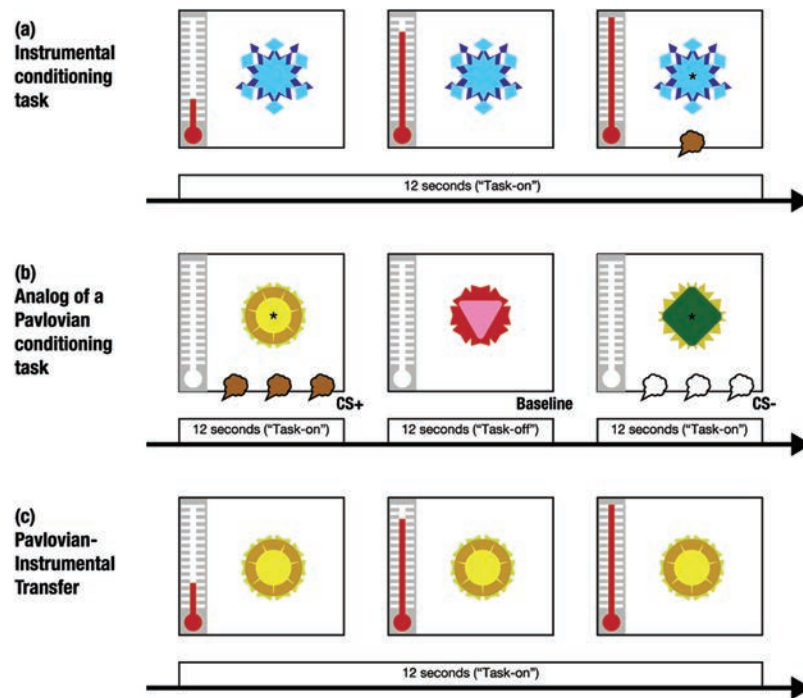 (a)
Instrumental
conditioning
task
12 seconds ("Task-on")
(b)
Analog of a
Pavlovian
conditioning
task
CS+
Baseline
CS-
12 seconds ("Task-on")
12 seconds ("Task-off")
12 seconds ("Task-on")
(c)
Pavlovian-
Instrumental
Transfer
12 seconds ("Task-on")